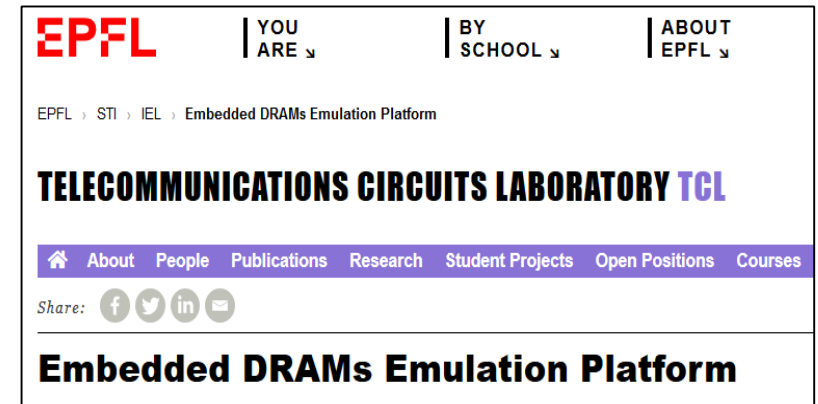 EPFL YOU ARE ↘ BY SCHOOL ↘ ABOUT EPFL ↘
EPFL › STI › IEL › Embedded DRAMs Emulation Platform
TELECOMMUNICATIONS CIRCUITS LABORATORY TCL
About People Publications Research Student Projects Open Positions Courses
Share: f in
Embedded DRAMs Emulation Platform